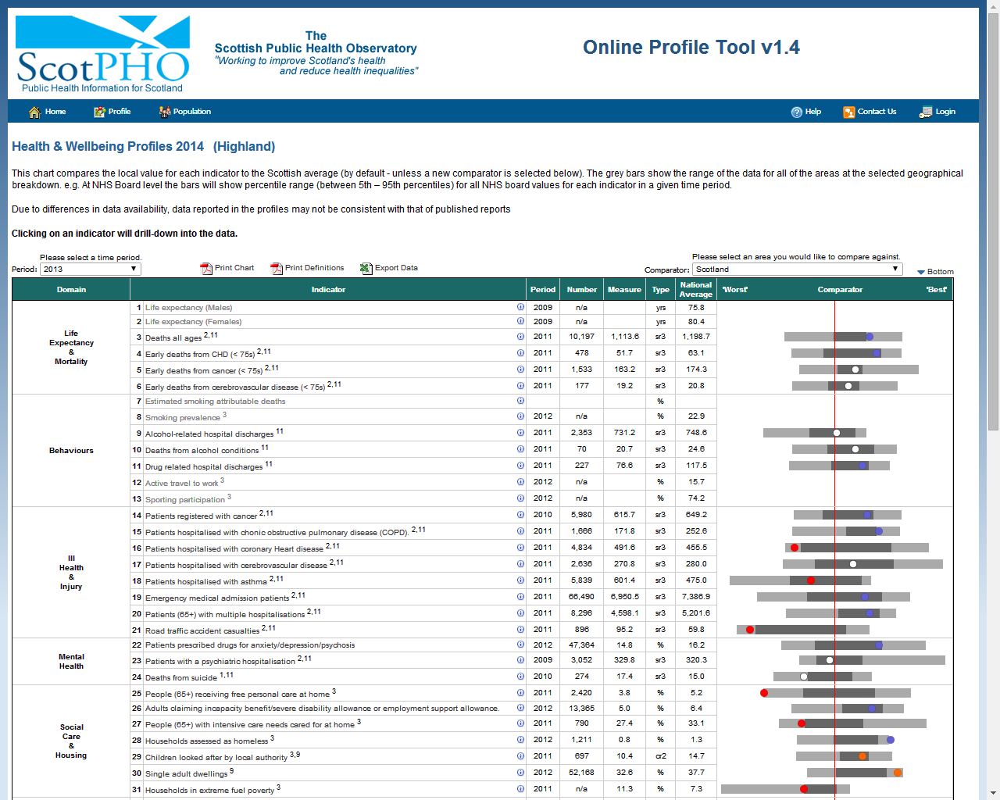 ScotPHO
Public Health Information for Scotland
The
Scottish Public Health Observatory
"Working to improve Scotland's health
and reduce health inequalities"
Online Profile Tool v1.4
Home Profile Population Help Contact Us Login
Health & Wellbeing Profiles 2014 (Highland)
This chart compares the local value for each indicator to the Scottish average (by default - unless a new comparator is selected below). The grey bars show the range of the data for all of the areas at the selected geographical
breakdown. e.g. At NHS Board level the bars will show percentile range (between 5th – 95th percentiles) for all NHS board values for each indicator in a given time period.
Due to differences in data availability, data reported in the profiles may not be consistent with that of published reports
Clicking on an indicator will drill-down into the data.
Please select a time period. Please select an area you would like to compare against.
Period: 2013 Print Chart Print Definitions Export Data Comparator: Scotland Bottom
Domain Indicator Period Number Measure Type National Average 'Worst' Comparator 'Best'
Life Expectancy & Mortality
1 Life expectancy (Males) 2009 n/a yrs 75.8
2 Life expectancy (Females) 2009 n/a yrs 80.4
3 Deaths all ages 2,11 2011 10,197 1,113.6 sr3 1,198.7
4 Early deaths from CHD (< 75s) 2,11 2011 478 51.7 sr3 63.1
5 Early deaths from cancer (< 75s) 2,11 2011 1,533 163.2 sr3 174.3
6 Early deaths from cerebrovascular disease (< 75s) 2,11 2011 177 19.2 sr3 20.8
Behaviours
7 Estimated smoking attributable deaths %
8 Smoking prevalence 3 2012 n/a % 22.9
9 Alcohol-related hospital discharges 11 2011 2,353 731.2 sr3 748.6
10 Deaths from alcohol conditions 11 2011 70 20.7 sr3 24.6
11 Drug related hospital discharges 11 2011 227 76.6 sr3 117.5
12 Active travel to work 3 2012 n/a % 15.7
13 Sporting participation 3 2012 n/a % 74.2
Ill Health & Injury
14 Patients registered with cancer 2,11 2010 5,980 615.7 sr3 649.2
15 Patients hospitalised with chonic obstructive pulmonary disease (COPD). 2,11 2011 1,666 171.8 sr3 252.6
16 Patients hospitalised with coronary Heart disease 2,11 2011 4,834 491.6 sr3 455.5
17 Patients hospitalised with cerebrovascular disease 2,11 2011 2,636 270.8 sr3 280.0
18 Patients hospitalised with asthma 2,11 2011 5,839 601.4 sr3 475.0
19 Emergency medical admission patients 2,11 2011 66,490 6,950.5 sr3 7,386.9
20 Patients (65+) with multiple hospitalisations 2,11 2011 8,296 4,598.1 sr3 5,201.6
21 Road traffic accident casualties 2,11 2011 896 95.2 sr3 59.8
Mental Health
22 Patients prescribed drugs for anxiety/depression/psychosis 2012 47,364 14.8 % 16.2
23 Patients with a psychiatric hospitalisation 2,11 2009 3,052 329.8 sr3 320.3
24 Deaths from suicide 1,11 2010 274 17.4 sr3 15.0
Social Care & Housing
25 People (65+) receiving free personal care at home 3 2011 2,420 3.8 % 5.2
26 Adults claiming incapacity benefit/severe disability allowance or employment support allowance. 2012 13,365 5.0 % 6.4
27 People (65+) with intensive care needs cared for at home 3 2011 790 27.4 % 33.1
28 Households assessed as homeless 3 2012 1,211 0.8 % 1.3
29 Children looked after by local authority 3,9 2011 697 10.4 cr2 14.7
30 Single adult dwellings 9 2012 52,168 32.6 % 37.7
31 Households in extreme fuel poverty 3 2011 n/a 11.3 % 7.3